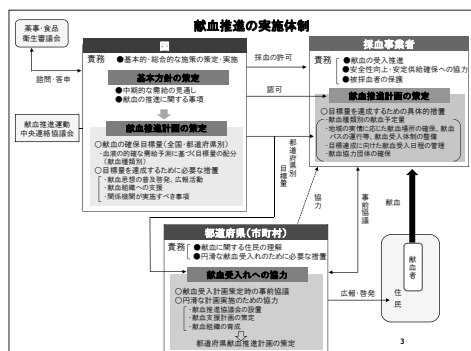 献血推進の実施体制
薬事・食品
衛生審議会
諮問・答申
献血推進運動
中央連絡協議会
国
責務 ●基本的・総合的な施策の策定・実施
基本方針の策定
●中期的な需給の見通し
●献血の推進に関する事項
献血推進計画の策定
○献血の確保目標量(全国・都道府県別)
・血液の的確な需給予測に基づく目標量の配分
(献血種類別)
○目標量を達成するために必要な措置
・献血思想の普及啓発、広報活動
・献血組織への支援
・関係機関が実施すべき事項
採血の許可
認可
都道府県別
目標量
協力
事前協議
採血事業者
責務 ●献血の受入推進
●安全性向上・安定供給確保への協力
●被採血者の保護
献血推進計画の策定
○目標量を達成するための具体的措置
・献血種類別の献血予定量
・地域の実情に応じた献血場所の確保、献血
バスの運行等、献血受入体制の整備
・目標達成に向けた献血受入日程の管理
・献血協力団体の確保
献血
都道府県(市町村)
責務 ●献血に関する住民の理解
●円滑な献血受入れのために必要な措置
献血受入れへの協力
○献血受入計画策定時の事前協議
○円滑な計画実施のための協力
・献血推進協議会の設置
・献血支援計画の策定
・献血組織の育成
都道府県献血推進計画の策定
広報・啓発
献血者
住民
3